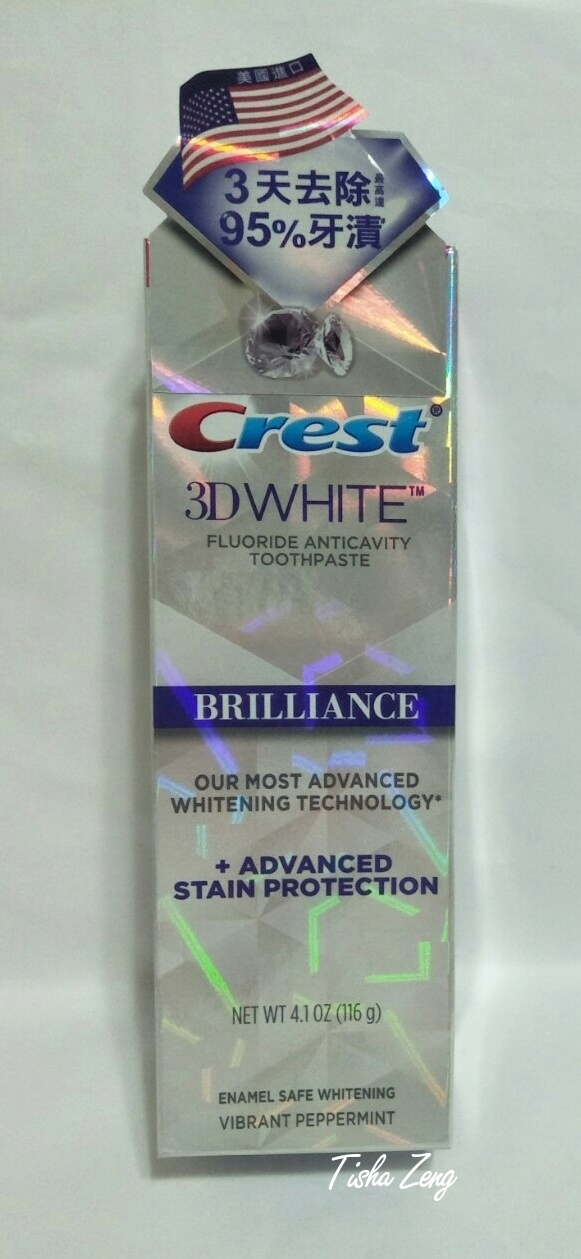 美國進口
3天去除最高達
95%牙漬*
Crest®
3D WHITE™
FLUORIDE ANTICAVITY
TOOTHPASTE
BRILLIANCE
OUR MOST ADVANCED
WHITENING TECHNOLOGY*
+ ADVANCED
STAIN PROTECTION
NET WT 4.1 OZ (116 g)
ENAMEL SAFE WHITENING
VIBRANT PEPPERMINT
Tisha Zeng